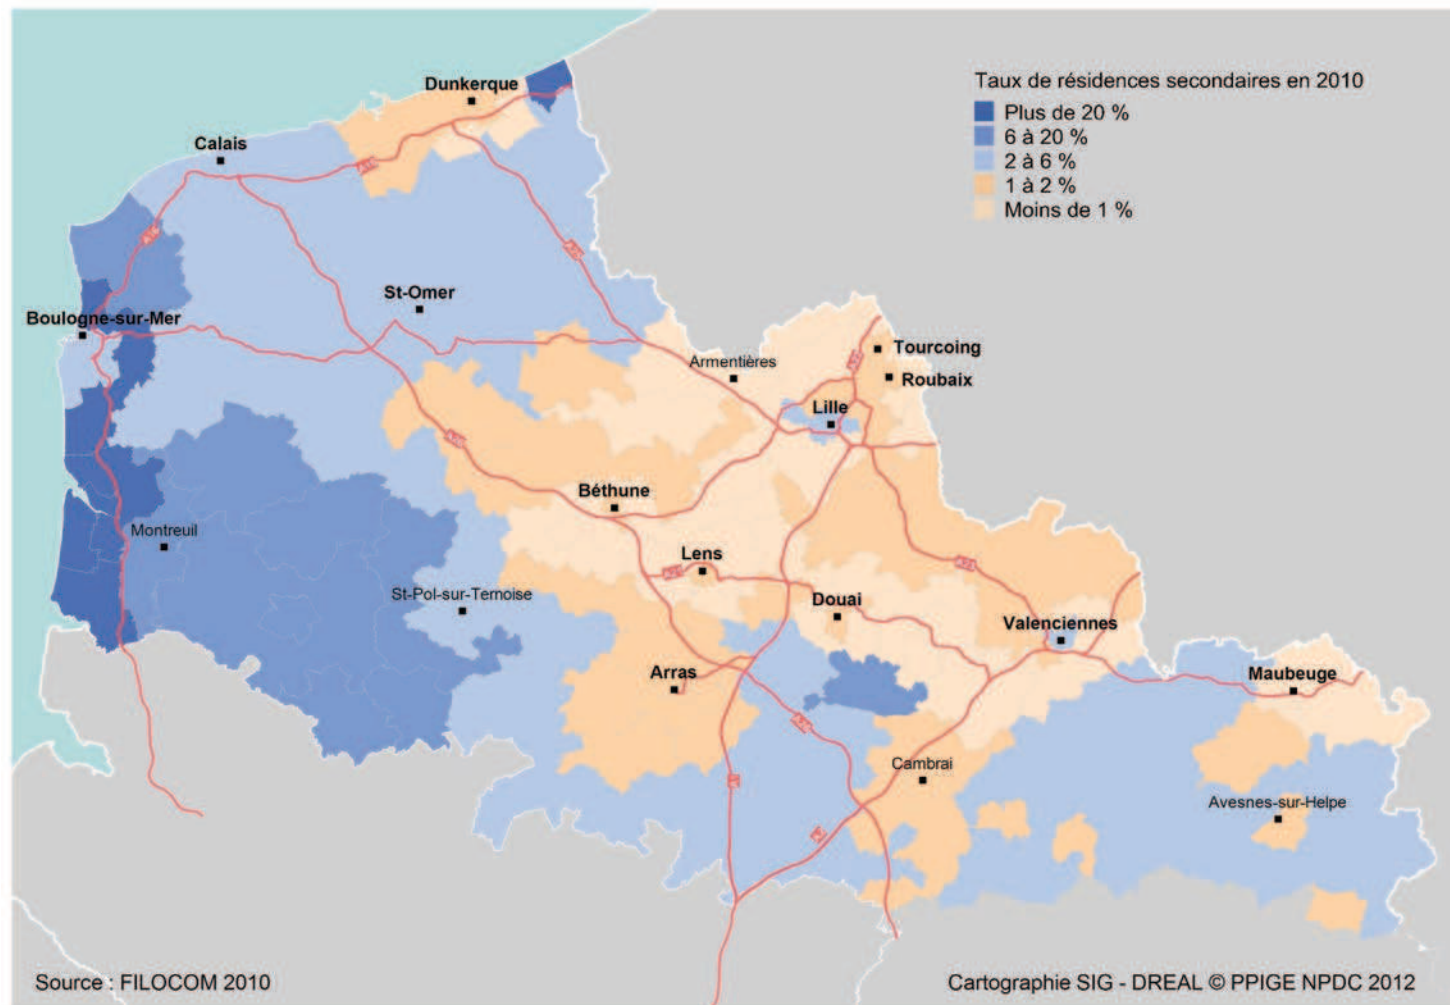 Taux de résidences secondaires en 2010
Plus de 20 %
6 à 20 %
2 à 6 %
1 à 2 %
Moins de 1 %
Dunkerque
Calais
St-Omer
Boulogne-sur-Mer
Armentières
Tourcoing
Roubaix
Lille
Béthune
Montreuil
Lens
St-Pol-sur-Ternoise
Douai
Valenciennes
Arras
Maubeuge
Cambrai
Avesnes-sur-Helpe
Source : FILOCOM 2010
Cartographie SIG - DREAL © PPIGE NPDC 2012